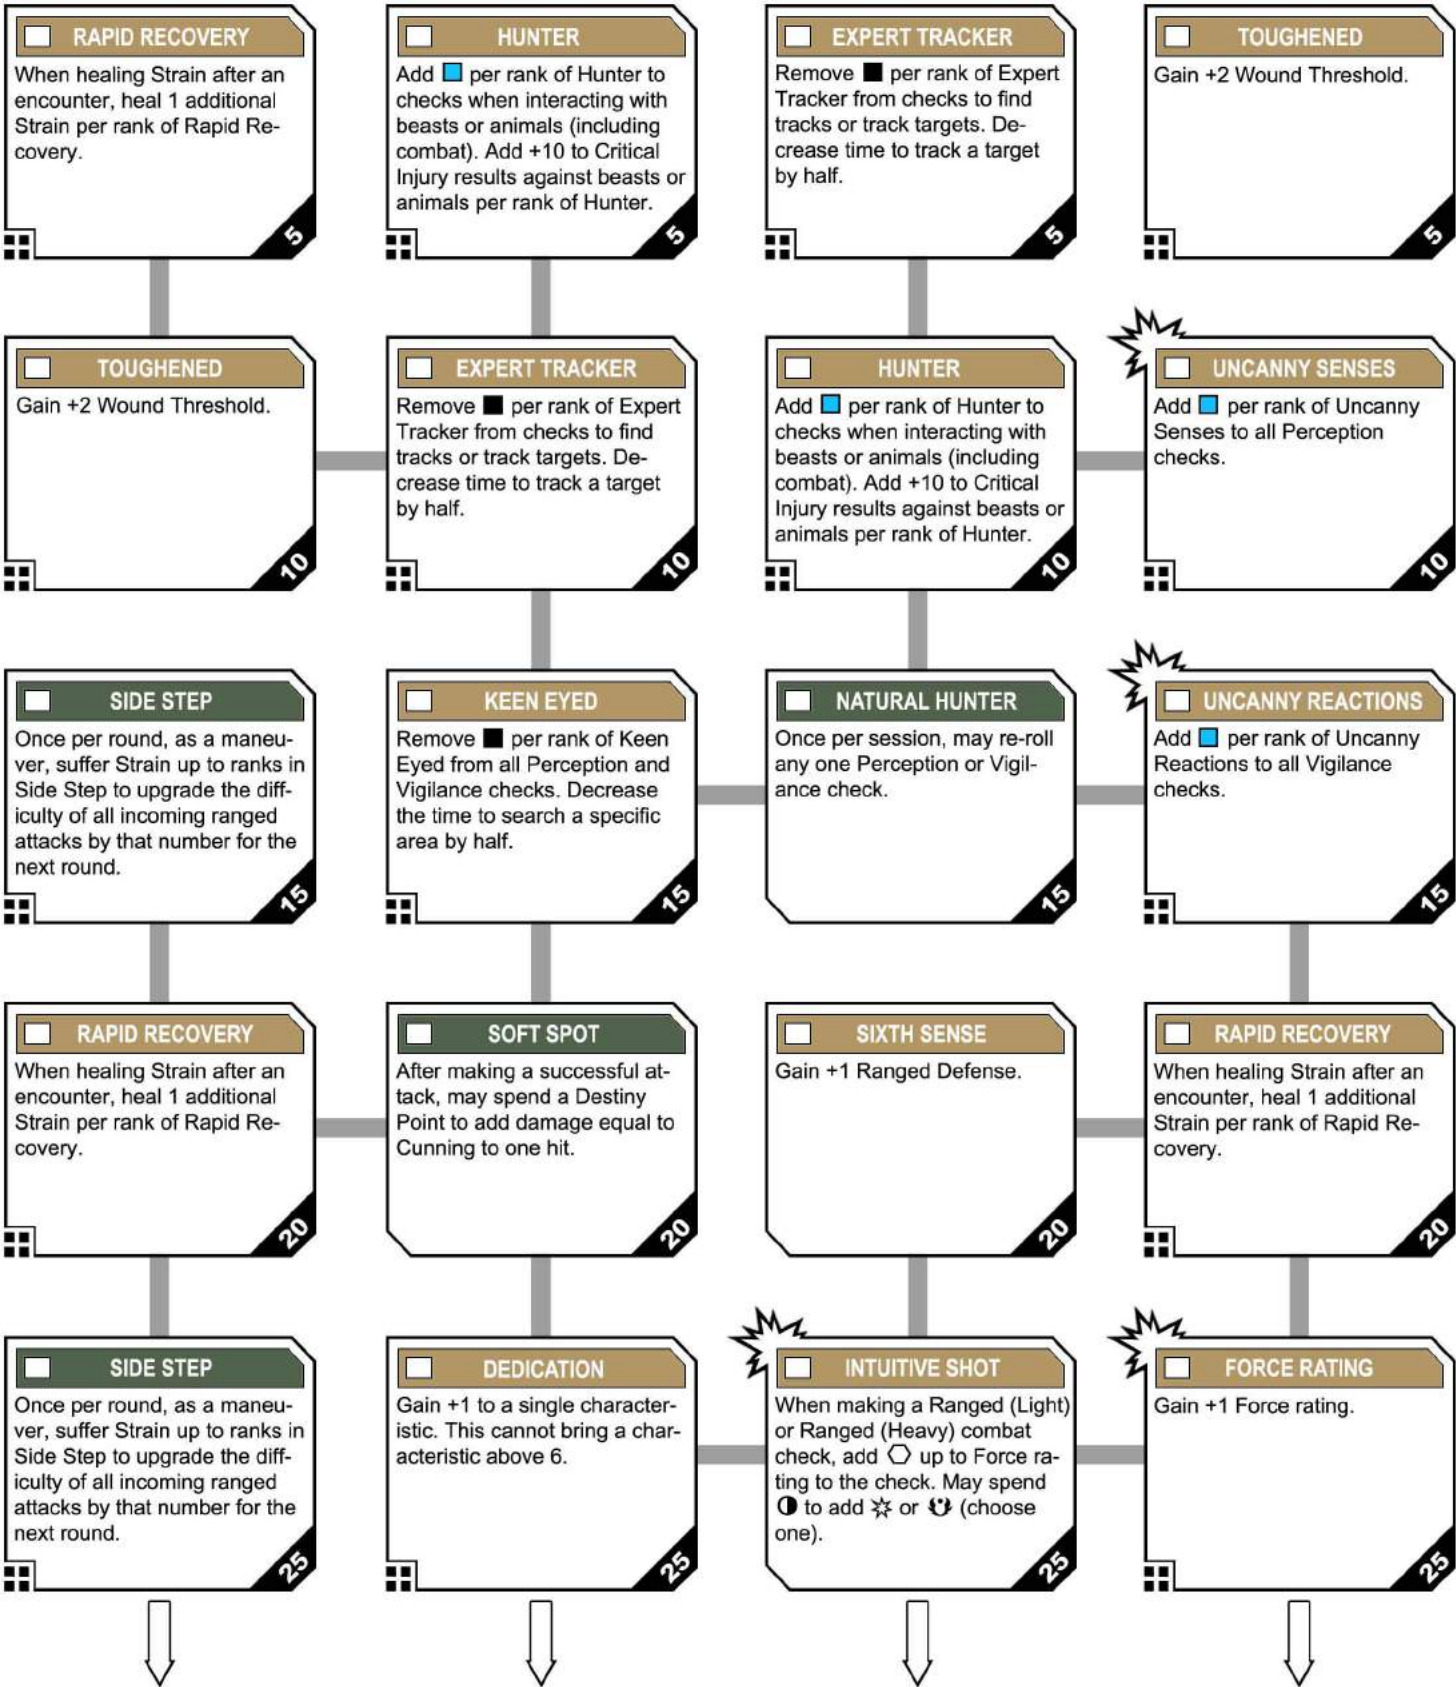 RAPID RECOVERY
When healing Strain after an
encounter, heal 1 additional
Strain per rank of Rapid Re-
covery.
5
HUNTER
Add per rank of Hunter to
checks when interacting with
beasts or animals (including
combat). Add +10 to Critical
Injury results against beasts or
animals per rank of Hunter.
5
EXPERT TRACKER
Remove per rank of Expert
Tracker from checks to find
tracks or track targets. De-
crease time to track a target
by half.
5
TOUGHENED
Gain +2 Wound Threshold.
5
TOUGHENED
Gain +2 Wound Threshold.
10
EXPERT TRACKER
Remove per rank of Expert
Tracker from checks to find
tracks or track targets. De-
crease time to track a target
by half.
10
HUNTER
Add per rank of Hunter to
checks when interacting with
beasts or animals (including
combat). Add +10 to Critical
Injury results against beasts or
animals per rank of Hunter.
10
UNCANNY SENSES
Add per rank of Uncanny
Senses to all Perception
checks.
10
SIDE STEP
Once per round, as a maneu-
ver, suffer Strain up to ranks in
Side Step to upgrade the diff-
iculty of all incoming ranged
attacks by that number for the
next round.
15
KEEN EYED
Remove per rank of Keen
Eyed from all Perception and
Vigilance checks. Decrease
the time to search a specific
area by half.
15
NATURAL HUNTER
Once per session, may re-roll
any one Perception or Vigil-
ance check.
15
UNCANNY REACTIONS
Add per rank of Uncanny
Reactions to all Vigilance
checks.
15
RAPID RECOVERY
When healing Strain after an
encounter, heal 1 additional
Strain per rank of Rapid Re-
covery.
20
SOFT SPOT
After making a successful at-
tack, may spend a Destiny
Point to add damage equal to
Cunning to one hit.
20
SIXTH SENSE
Gain +1 Ranged Defense.
20
RAPID RECOVERY
When healing Strain after an
encounter, heal 1 additional
Strain per rank of Rapid Re-
covery.
20
SIDE STEP
Once per round, as a maneu-
ver, suffer Strain up to ranks in
Side Step to upgrade the diff-
iculty of all incoming ranged
attacks by that number for the
next round.
25
DEDICATION
Gain +1 to a single character-
istic. This cannot bring a char-
acteristic above 6.
25
INTUITIVE SHOT
When making a Ranged (Light)
or Ranged (Heavy) combat
check, add up to Force ra-
ting to the check. May spend
to add or (choose
one).
25
FORCE RATING
Gain +1 Force rating.
25